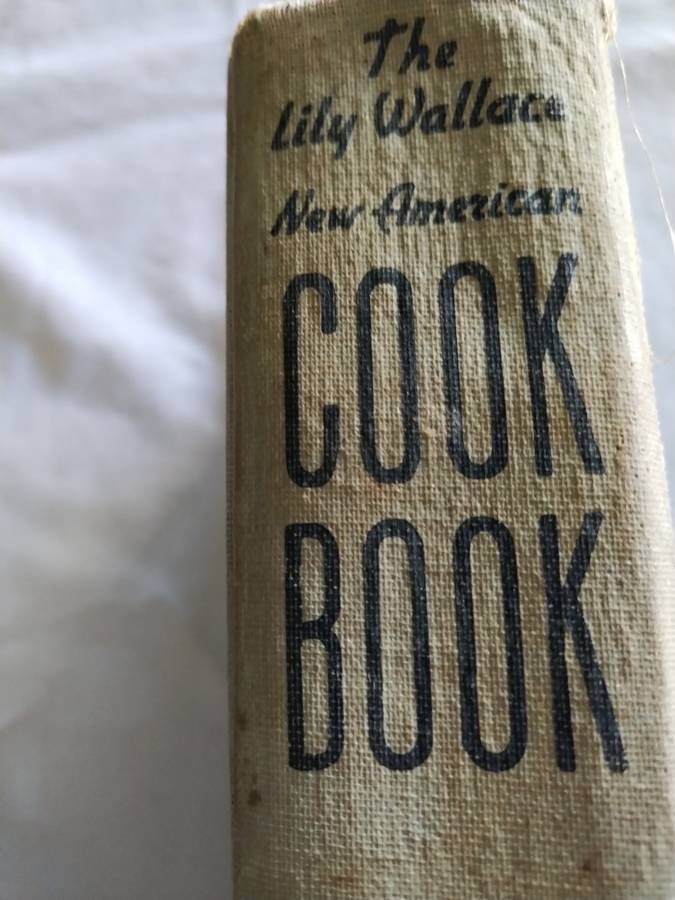 The
Lily Wallace
New American
COOK
BOOK